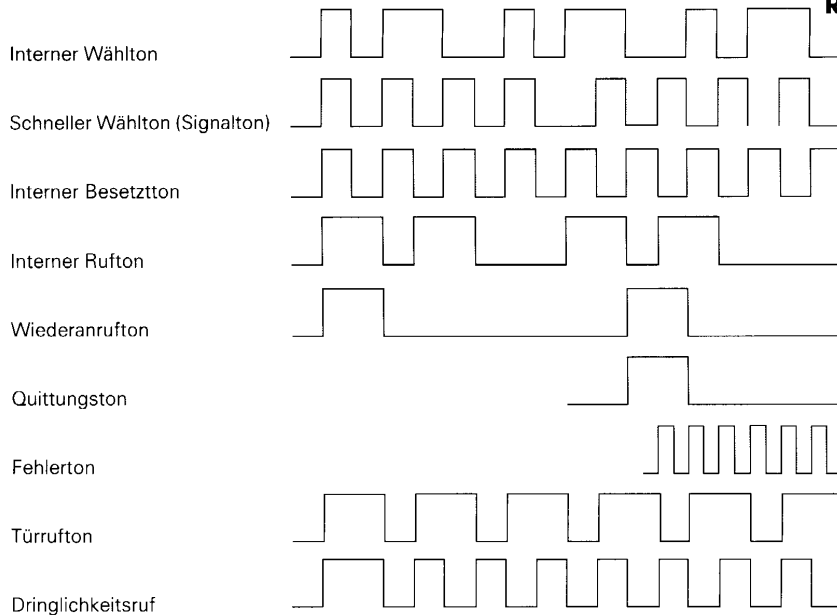 R
Interner Wählton
Schneller Wählton (Signalton)
Interner Besetztton
Interner Rufton
Wiederanrufton
Quittungston
Fehlerton
Türrufton
Dringlichkeitsruf